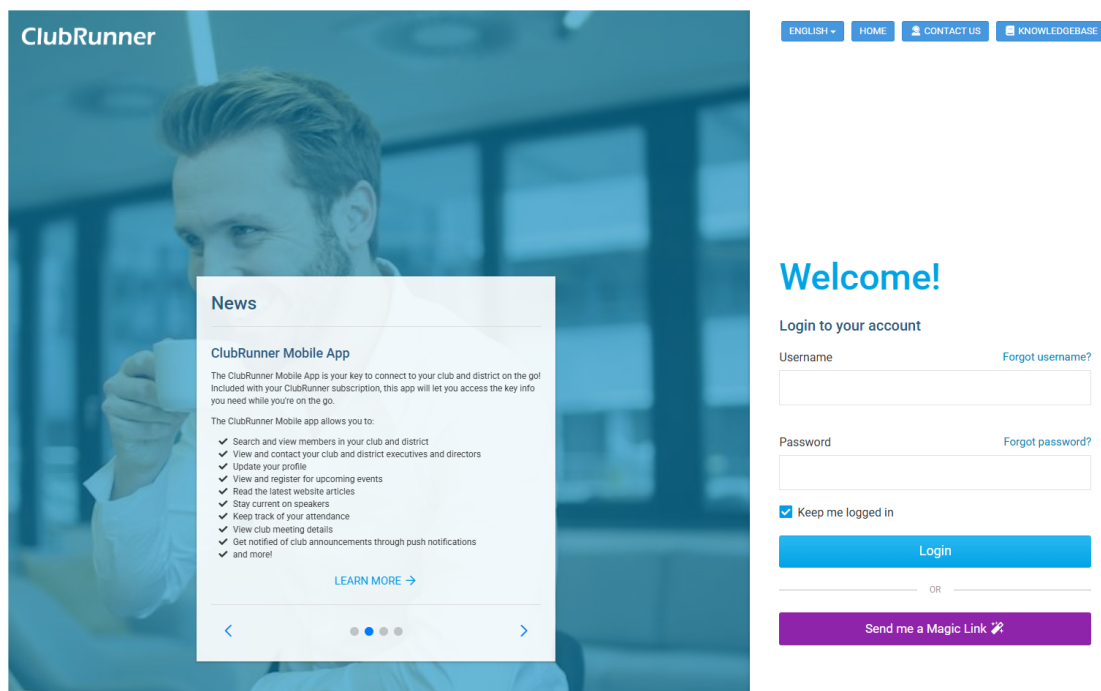 ClubRunner
ENGLISH
HOME
CONTACT US
KNOWLEDGEBASE
News
ClubRunner Mobile App
The ClubRunner Mobile App is your key to connect to your club and district on the go!
Included with your ClubRunner subscription, this app will let you access the key info
you need while you're on the go.
The ClubRunner Mobile app allows you to:
Search and view members in your club and district
View and contact your club and district executives and directors
Update your profile
View and register for upcoming events
Read the latest website articles
Stay current on speakers
Keep track of your attendance
View club meeting details
Get notified of club announcements through push notifications
and more!
LEARN MORE
Welcome!
Login to your account
Username
Forgot username?
Password
Forgot password?
Keep me logged in
Login
OR
Send me a Magic Link